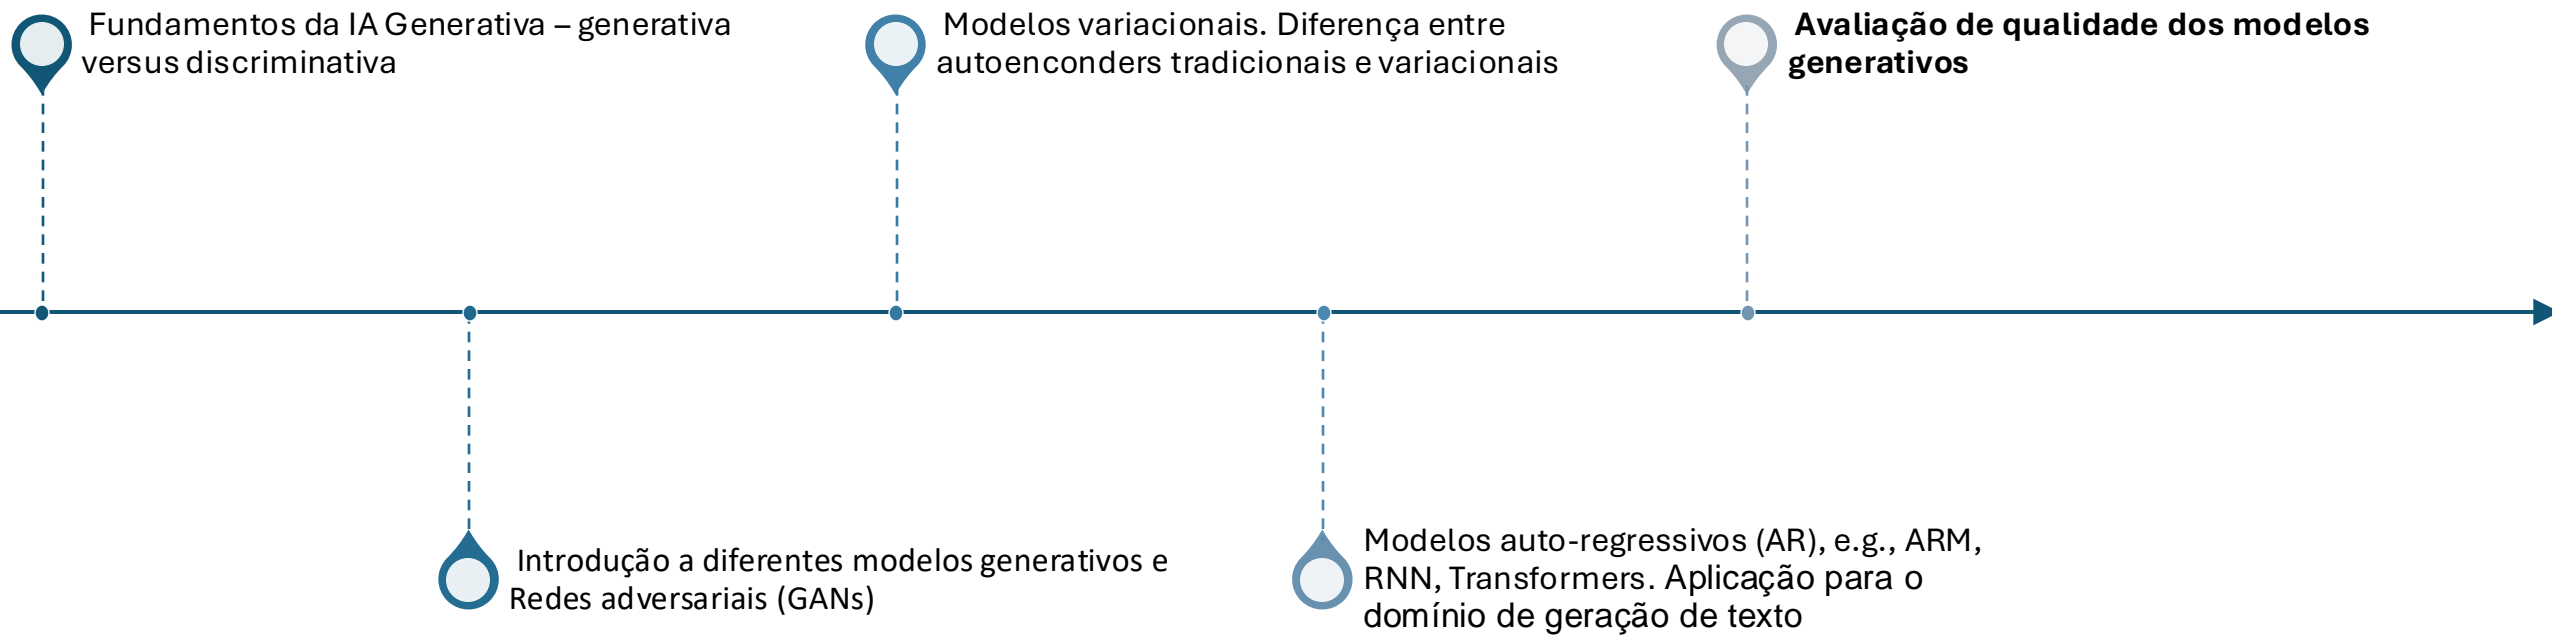 Fundamentos da IA Generativa – generativa
versus discriminativa
Modelos variacionais. Diferença entre
autoenconders tradicionais e variacionais
Avaliação de qualidade dos modelos
generativos
Introdução a diferentes modelos generativos e
Redes adversariais (GANs)
Modelos auto-regressivos (AR), e.g., ARM,
RNN, Transformers. Aplicação para o
domínio de geração de texto